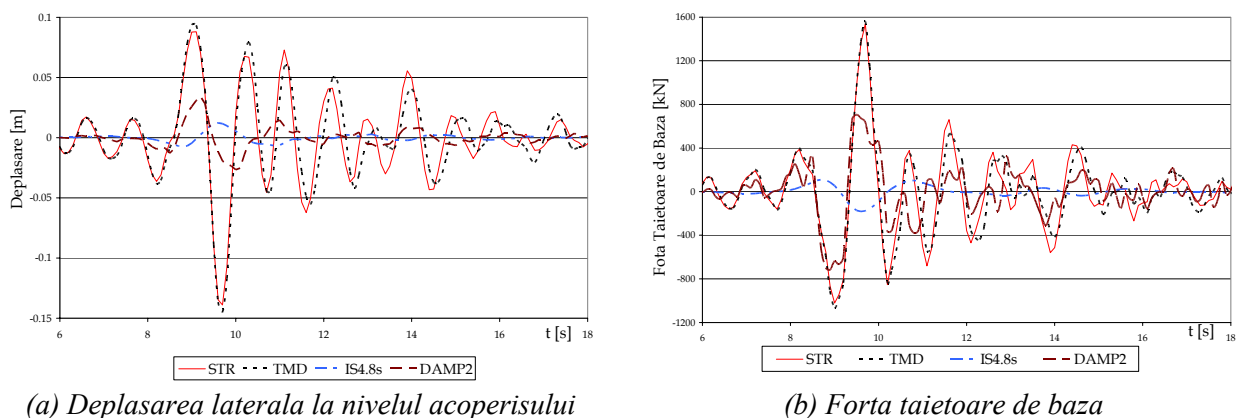 0.1
0.05
0
-0.05
-0.1
-0.15
Deplasare [m]
6 8 10 12 14 16 18
t [s]
STR TMD IS4.8s DAMP2
(a) Deplasarea laterala la nivelul acoperisului
1600
1200
800
400
0
-400
-800
-1200
Fota Taietoare de Baza [kN]
6 8 10 12 14 16 18
t [s]
STR TMD IS4.8s DAMP2
(b) Forta taietoare de baza